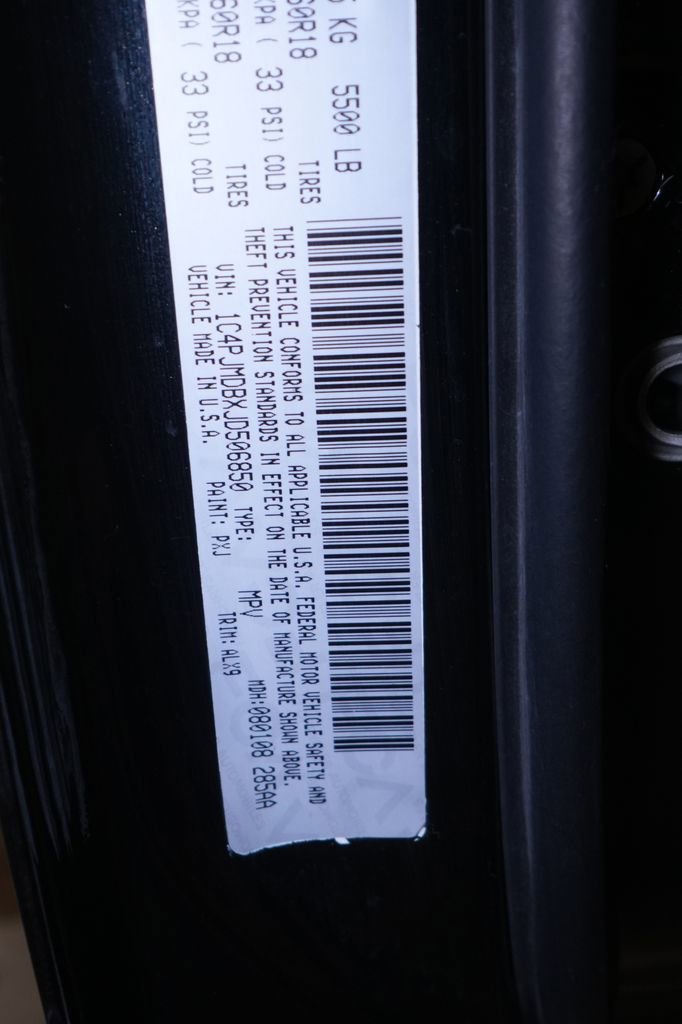 5500 LB
KG
60R18 TIRES
KPA ( 33 PSI) COLD
60R18 TIRES
KPA ( 33 PSI) COLD
THIS VEHICLE CONFORMS TO ALL APPLICABLE U.S.A. FEDERAL MOTOR VEHICLE SAFETY AND
THEFT PREVENTION STANDARDS IN EFFECT ON THE DATE OF MANUFACTURE SHOWN ABOVE.
VIN: 1C4PJMDBXJD506850 TYPE: MPV MDH:080108 285AA
VEHICLE MADE IN U.S.A. PAINT: PXJ TRIM: ALX9